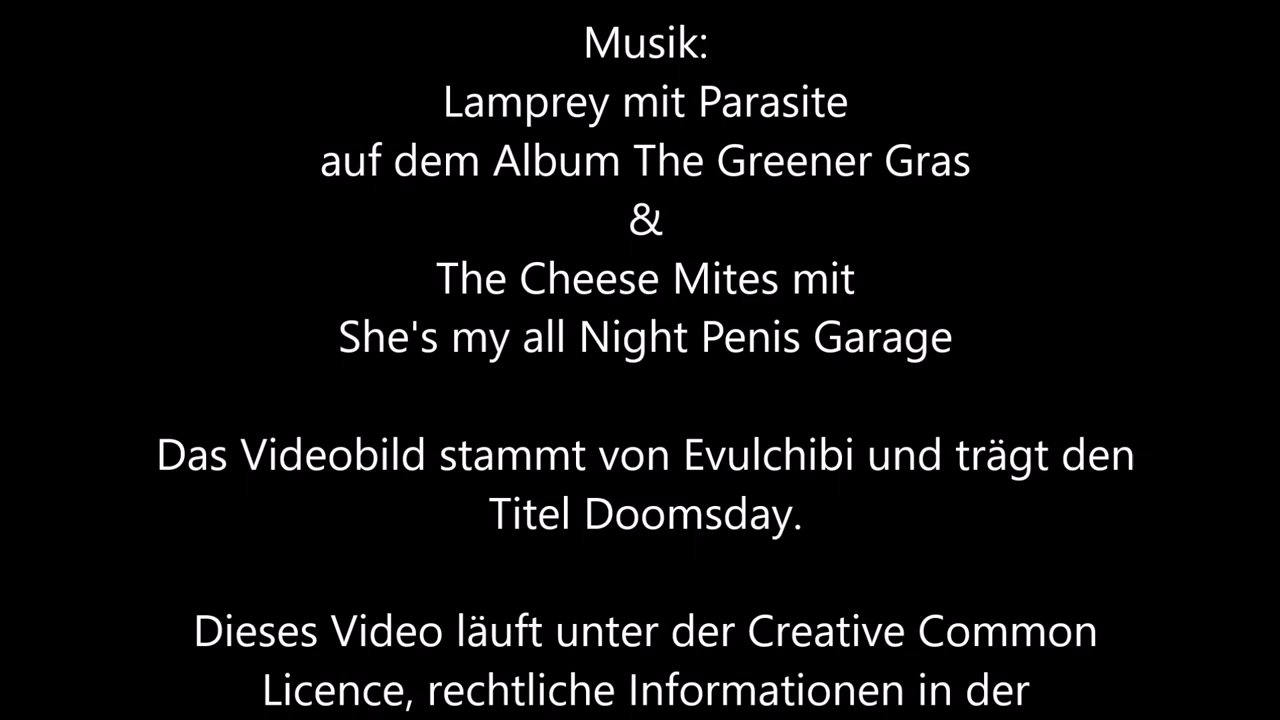 Musik:
Lamprey mit Parasite
auf dem Album The Greener Gras
&
The Cheese Mites mit
She's my all Night Penis Garage
Das Videobild stammt von Evulchibi und trägt den
Titel Doomsday.
Dieses Video läuft unter der Creative Common
Licence, rechtliche Informationen in der